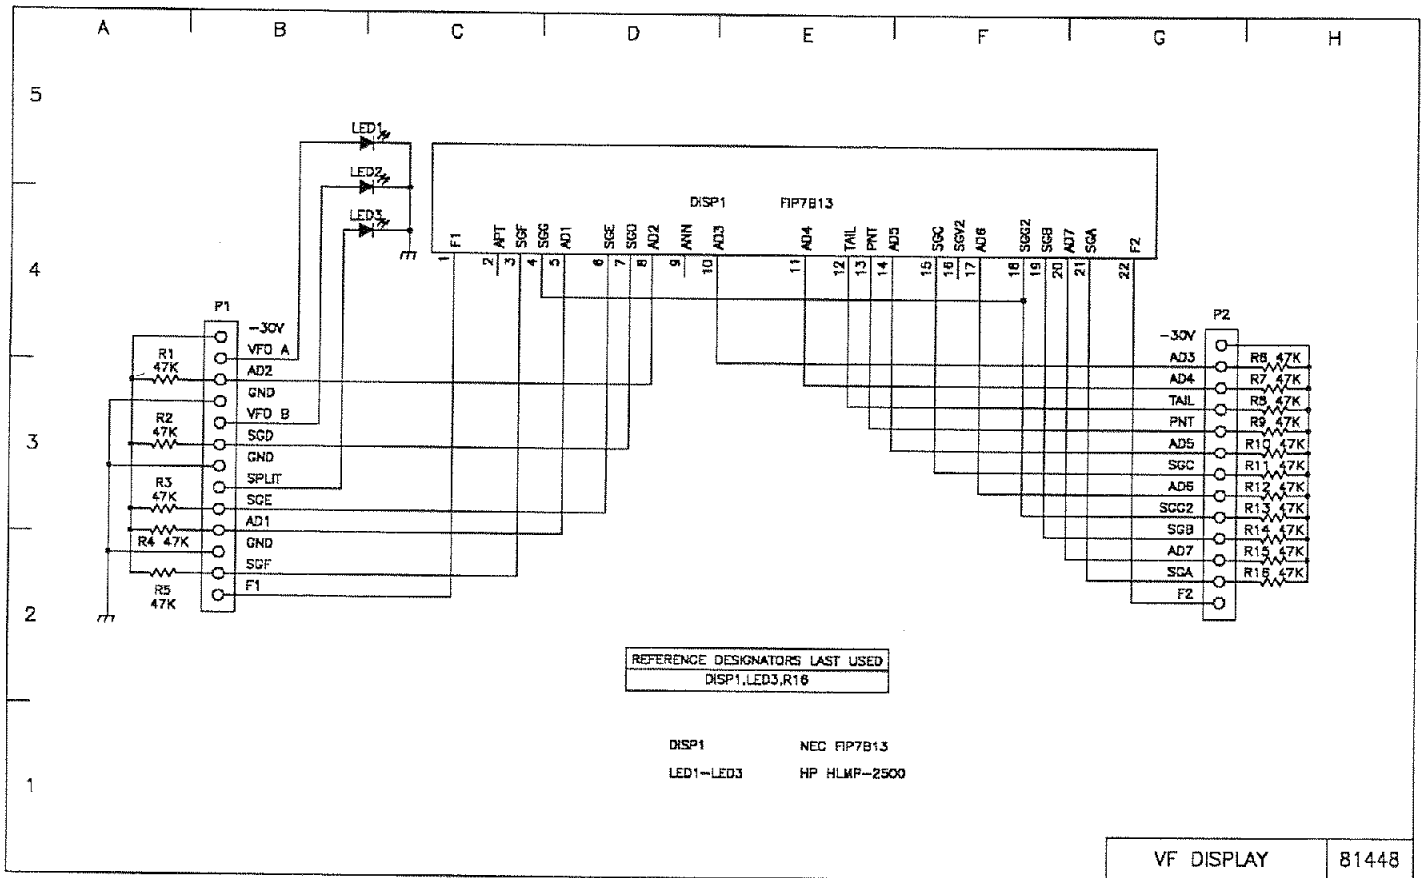 A B C D E F G H
5
4
3
2
1
LED1
LED2
LED3
DISP1 FIP7B13
F1 APT SGF SGG AD1 SGE SGD AD2 ANN AD3 AD4 TAIL PNT AD5 SGC SGV2 AD6 SGG2 SGB AD7 SGA F2
1 2 3 4 5 6 7 8 9 10 11 12 13 14 15 16 17 18 19 20 21 22
P1
-30V
VFO A
AD2
GND
VFO B
SGD
GND
SPLIT
SGE
AD1
GND
SGF
F1
R1
47K
R2
47K
R3
47K
R4 47K
R5
47K
P2
-30V
AD3
AD4
TAIL
PNT
AD5
SGC
AD6
SGG2
SGB
AD7
SGA
F2
R6 47K
R7 47K
R8 47K
R9 47K
R10 47K
R11 47K
R12 47K
R13 47K
R14 47K
R15 47K
R16 47K
REFERENCE DESIGNATORS LAST USED
DISP1,LED3,R16
DISP1 NEC FIP7B13
LED1-LED3 HP HLMP-2500
VF DISPLAY 81448